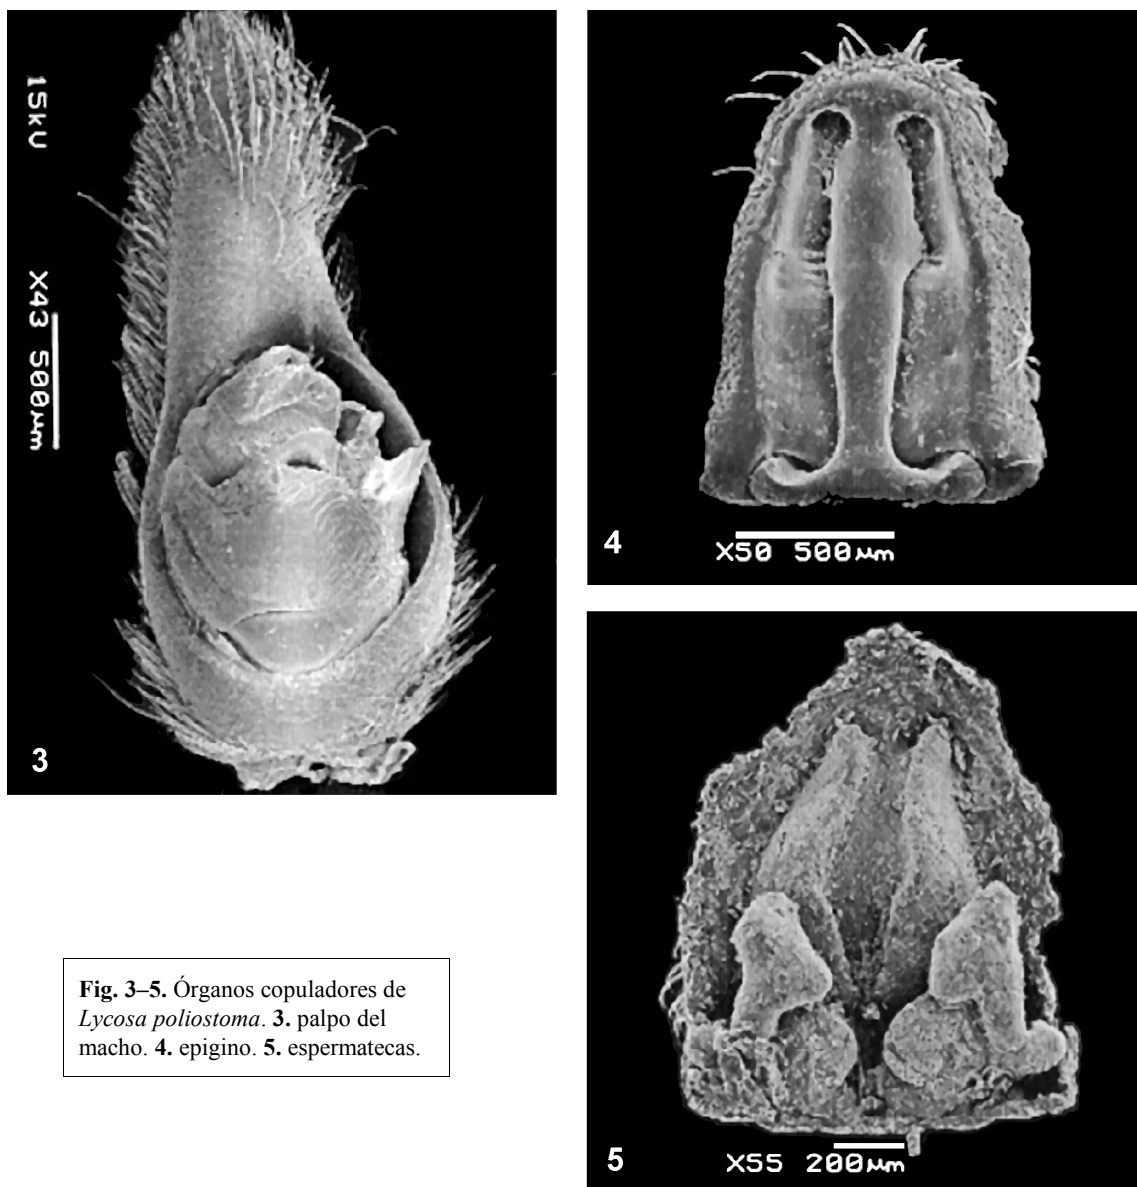 15kU
X43 500μm
3
4
X50 500μm
5
X55 200μm
Fig. 3–5. Órganos copuladores de
Lycosa poliostoma. 3. palpo del
macho. 4. epigino. 5. espermatecas.